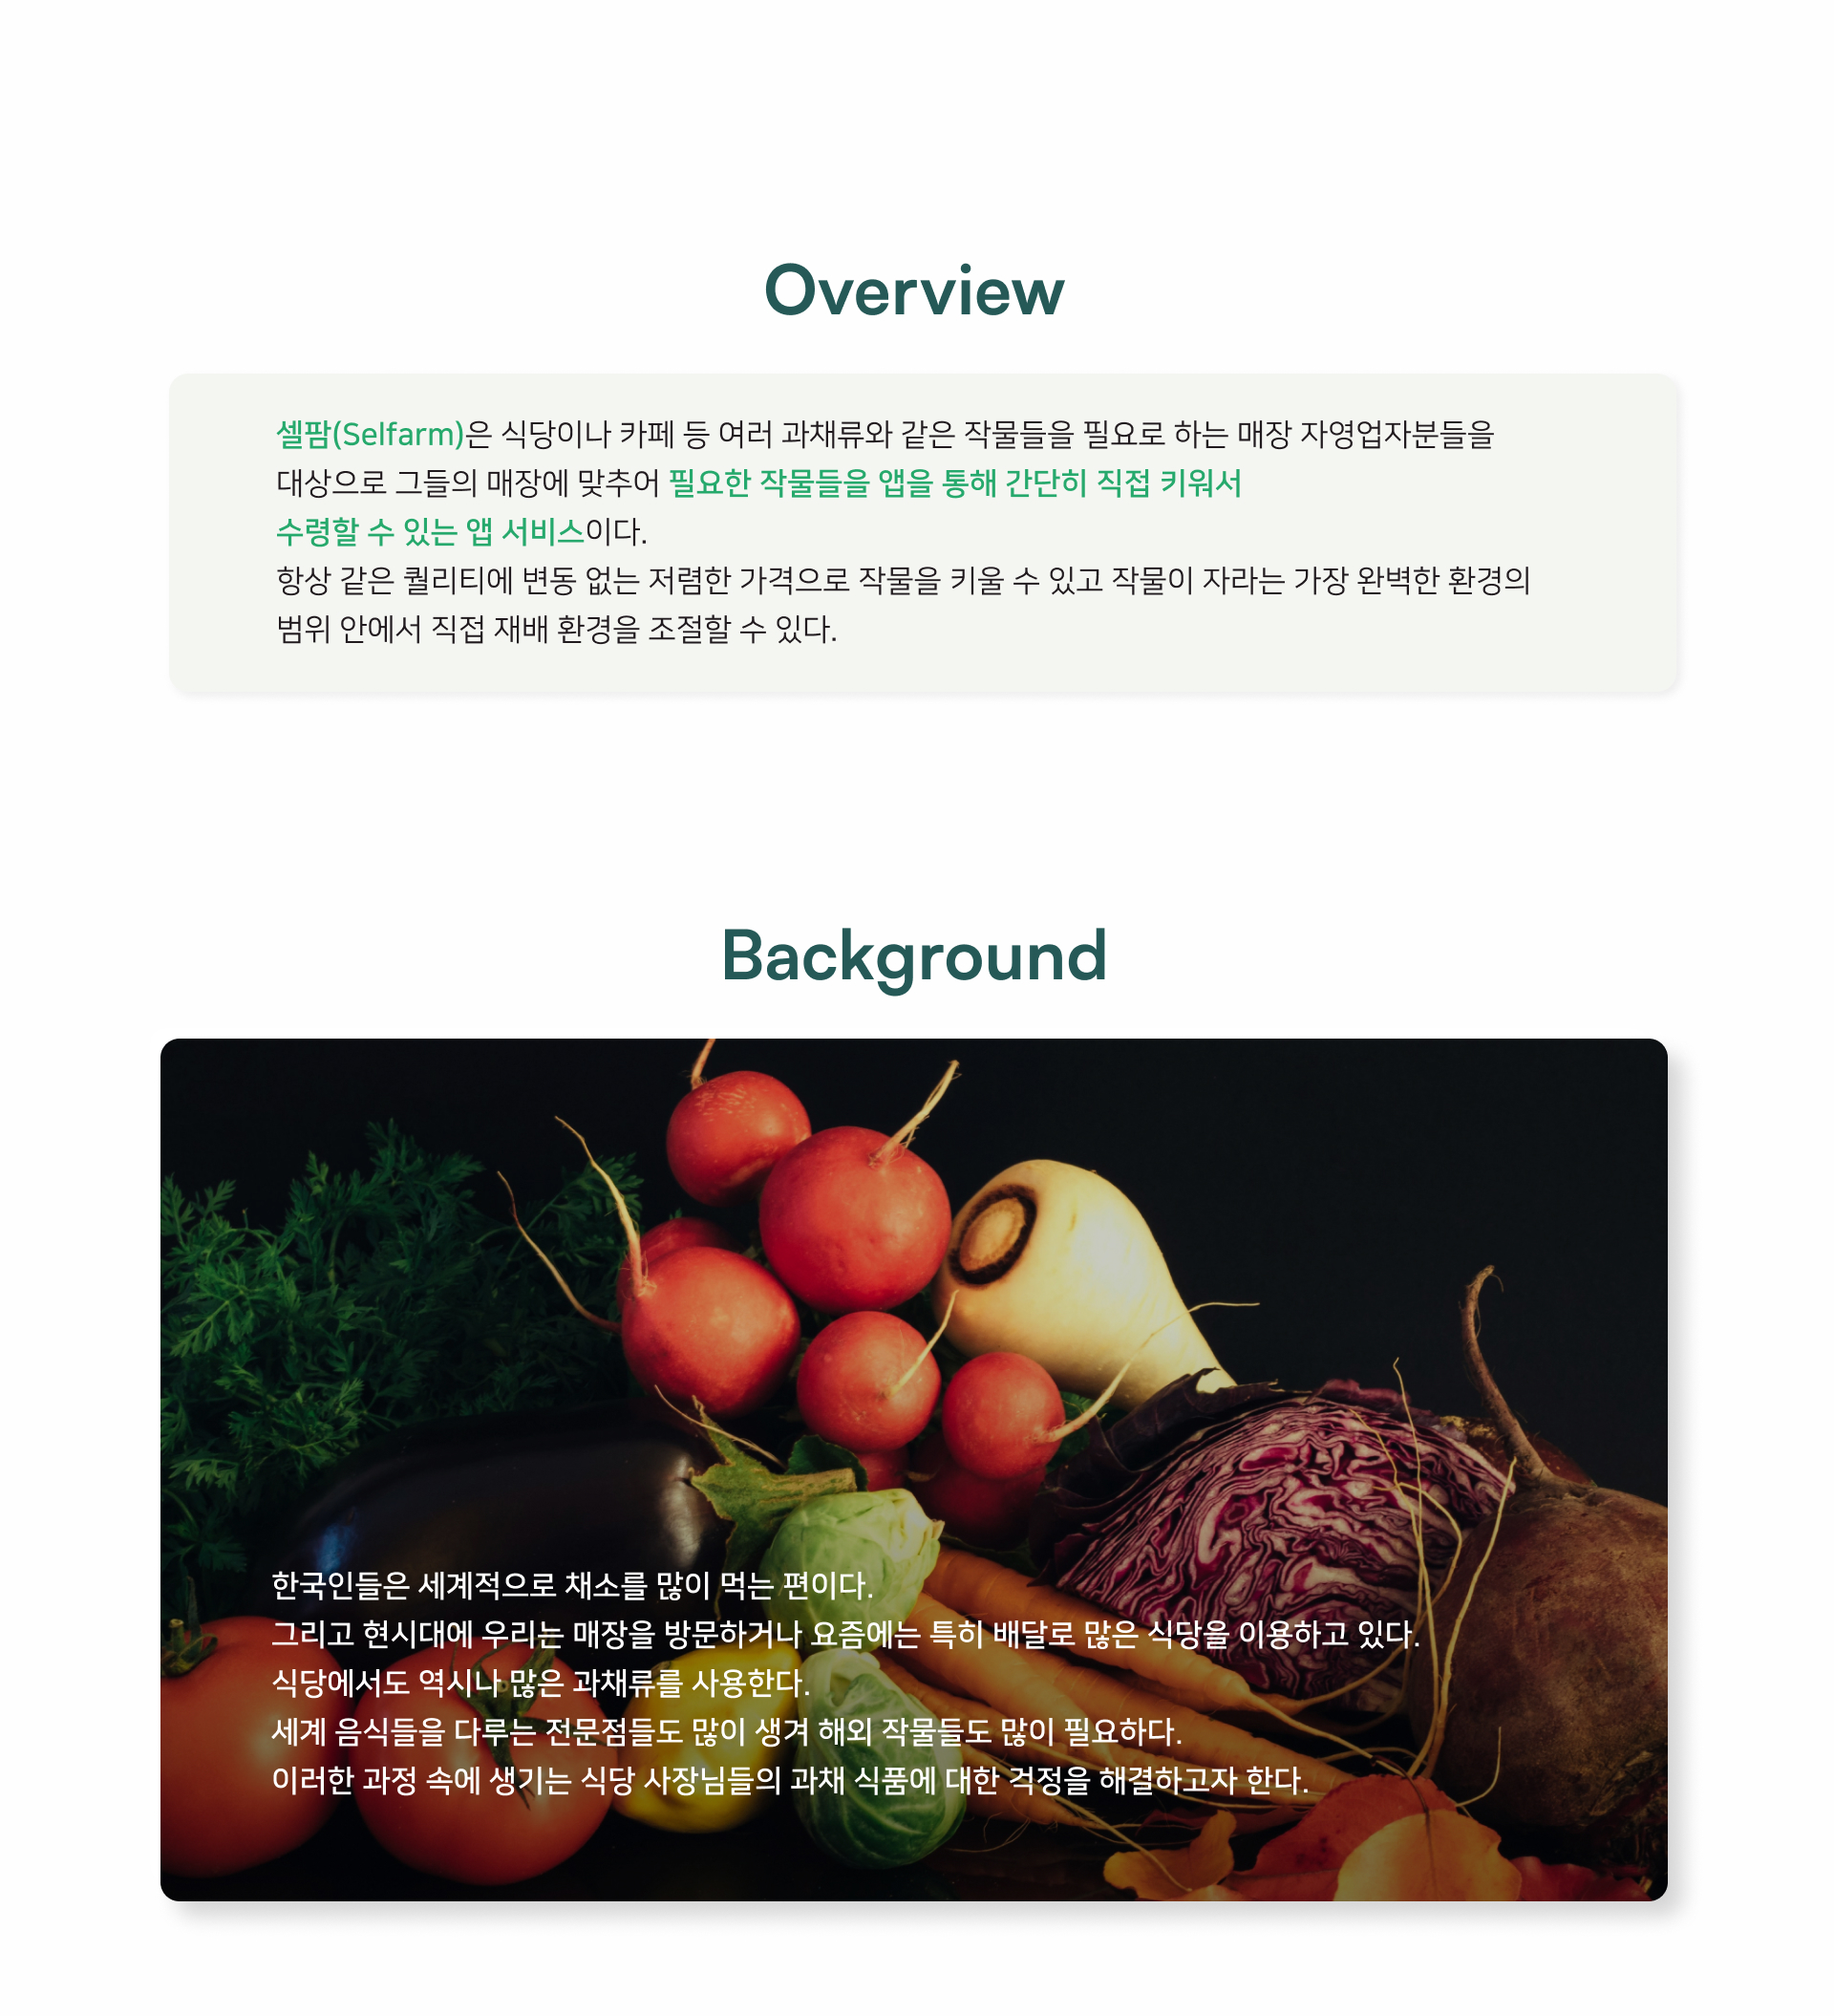 Overview
셀팜(Selfarm)은 식당이나 카페 등 여러 과채류와 같은 작물들을 필요로 하는 매장 자영업자분들을
대상으로 그들의 매장에 맞추어 필요한 작물들을 앱을 통해 간단히 직접 키워서
수령할 수 있는 앱 서비스이다.
항상 같은 퀄리티에 변동 없는 저렴한 가격으로 작물을 키울 수 있고 작물이 자라는 가장 완벽한 환경의
범위 안에서 직접 재배 환경을 조절할 수 있다.
Background
한국인들은 세계적으로 채소를 많이 먹는 편이다.
그리고 현시대에 우리는 매장을 방문하거나 요즘에는 특히 배달로 많은 식당을 이용하고 있다.
식당에서도 역시나 많은 과채류를 사용한다.
세계 음식들을 다루는 전문점들도 많이 생겨 해외 작물들도 많이 필요하다.
이러한 과정 속에 생기는 식당 사장님들의 과채 식품에 대한 걱정을 해결하고자 한다.